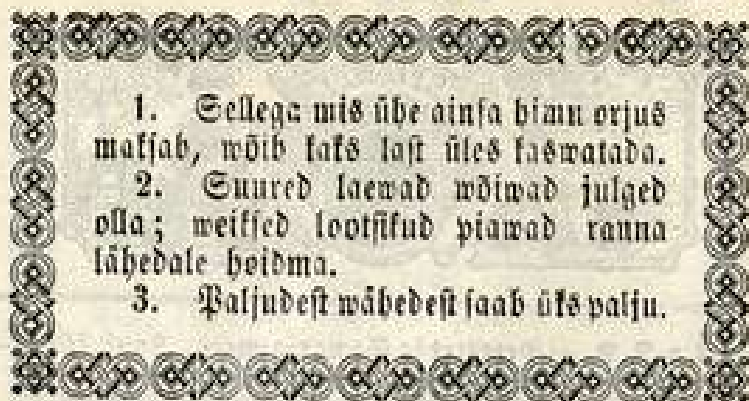 1. Sellega mis ühe ainsa himu orjus
maksab, wõib kaks last üles kaswatada.
2. Suured laewad wõiwad julged
olla; weiksed lootsikud piawad ranna
lähedale hoidma.
3. Paljudest wähedest saab üks palju.